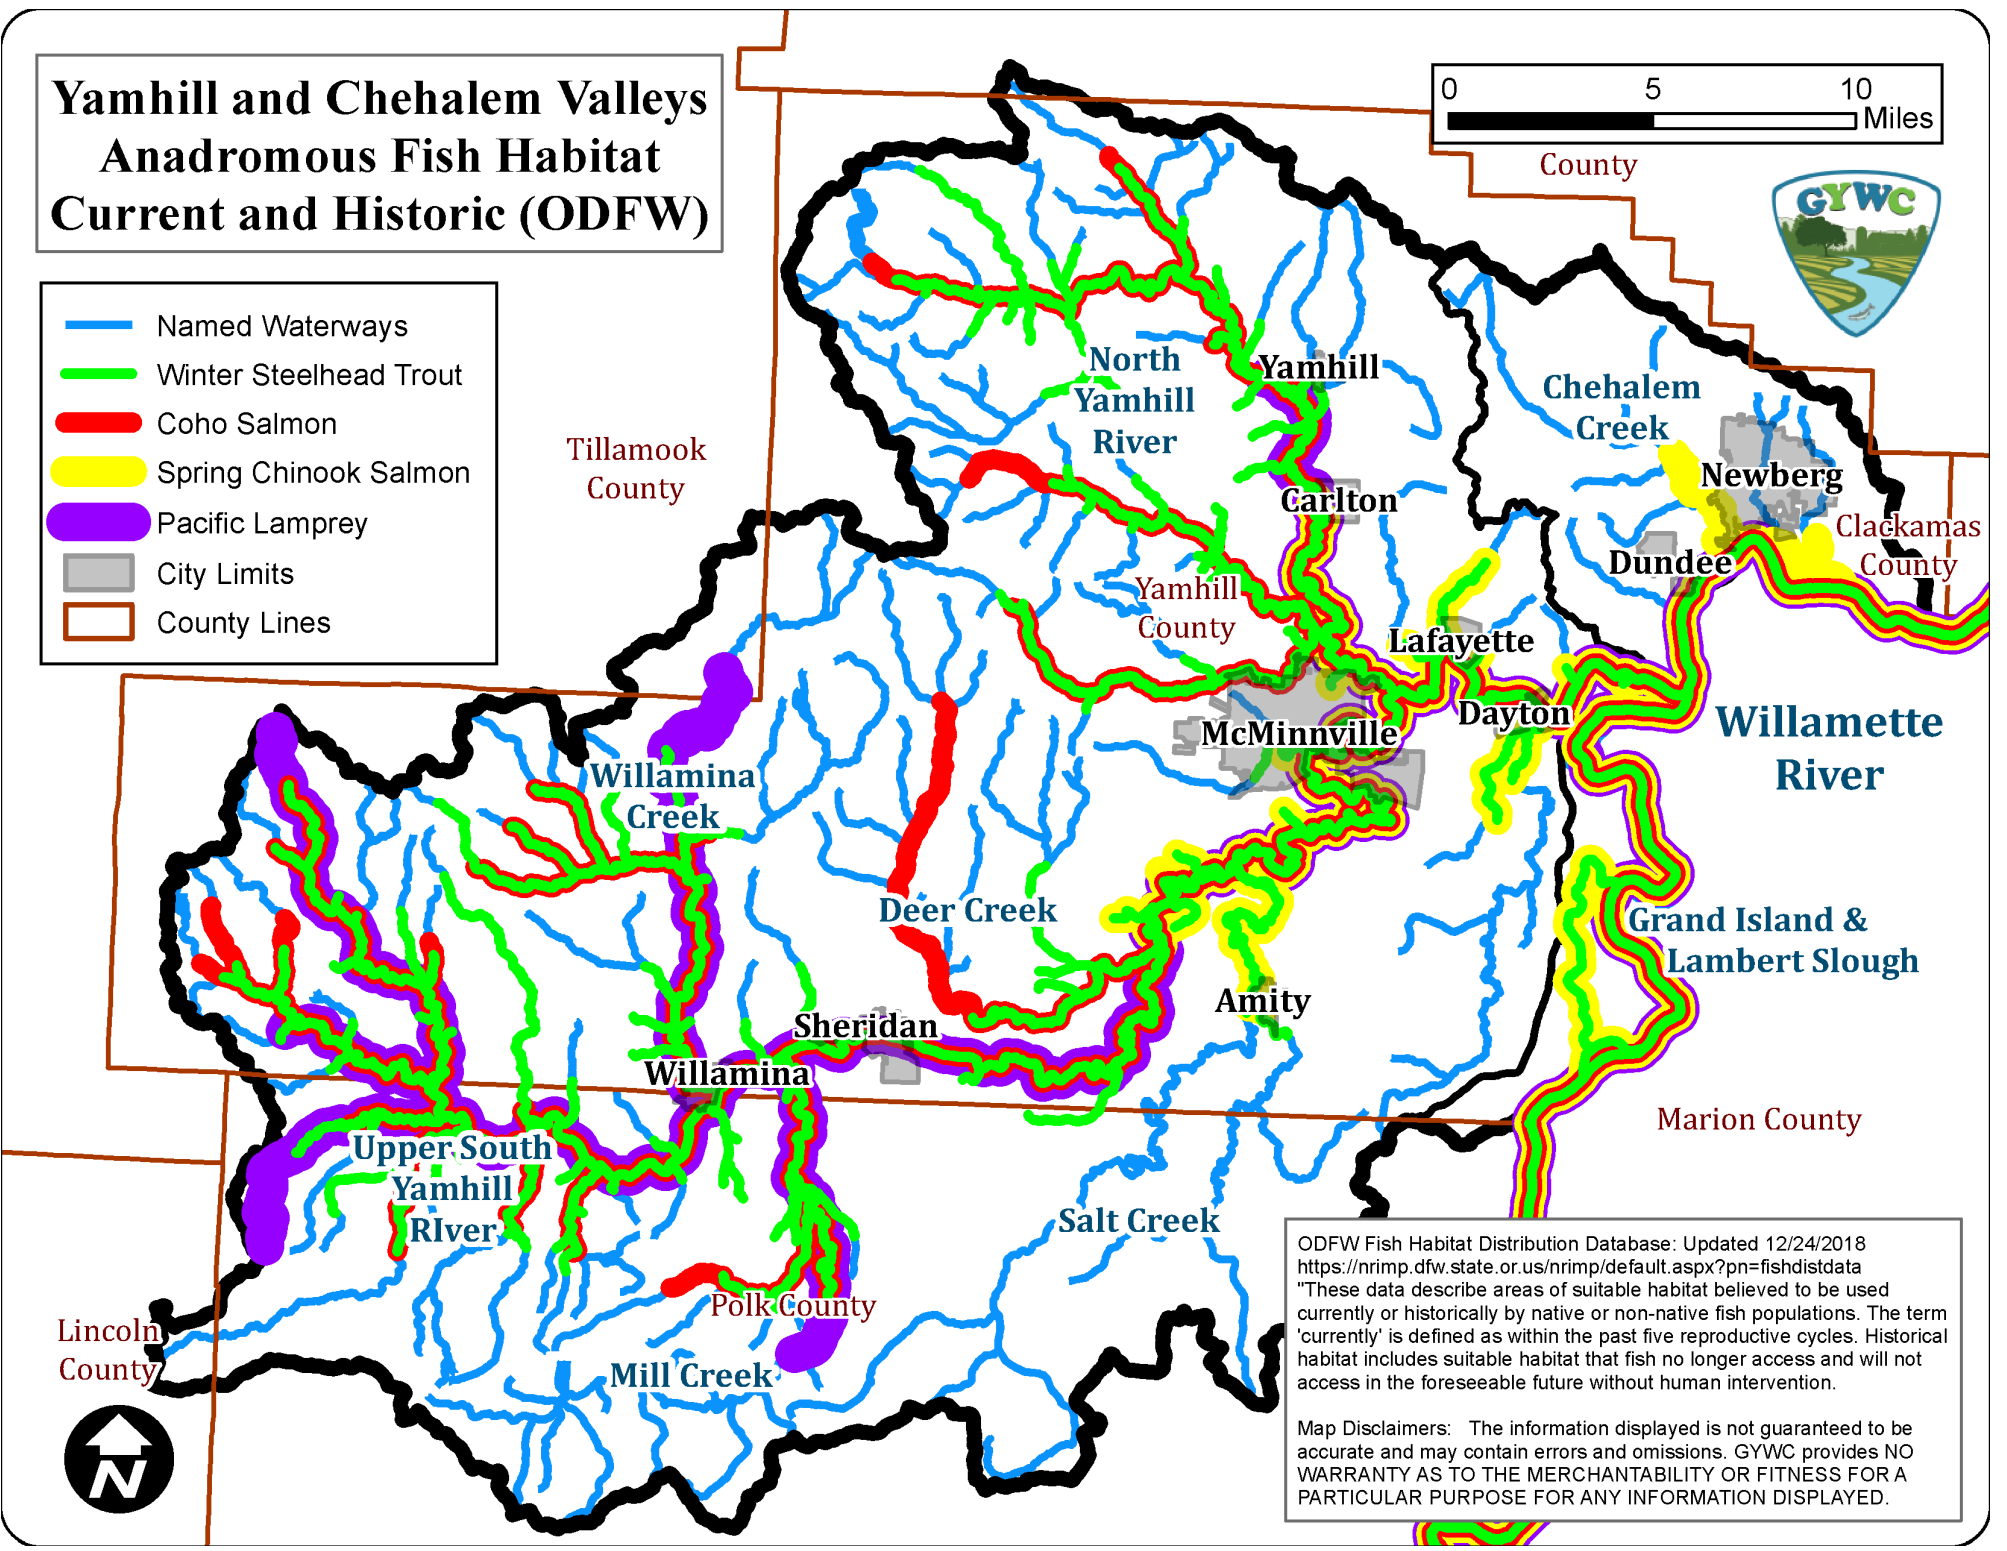 Yamhill and Chehalem Valleys
Anadromous Fish Habitat
Current and Historic (ODFW)
0 5 10
Miles
County
GYWC
Named Waterways
Winter Steelhead Trout
Coho Salmon
Spring Chinook Salmon
Pacific Lamprey
City Limits
County Lines
North
Yamhill
River
Yamhill
Chehalem
Creek
Tillamook
County
Newberg
Carlton
Clackamas
County
Dundee
Yamhill
County
Lafayette
Dayton
McMinnville
Willamette
River
Willamina
Creek
Deer Creek
Grand Island &
Lambert Slough
Amity
Sheridan
Willamina
Marion County
Upper South
Yamhill
RIver
Salt Creek
Polk County
Lincoln
County
Mill Creek
N
ODFW Fish Habitat Distribution Database: Updated 12/24/2018
https://nrimp.dfw.state.or.us/nrimp/default.aspx?pn=fishdistdata
"These data describe areas of suitable habitat believed to be used
currently or historically by native or non-native fish populations. The term
'currently' is defined as within the past five reproductive cycles. Historical
habitat includes suitable habitat that fish no longer access and will not
access in the foreseeable future without human intervention.
Map Disclaimers: The information displayed is not guaranteed to be
accurate and may contain errors and omissions. GYWC provides NO
WARRANTY AS TO THE MERCHANTABILITY OR FITNESS FOR A
PARTICULAR PURPOSE FOR ANY INFORMATION DISPLAYED.